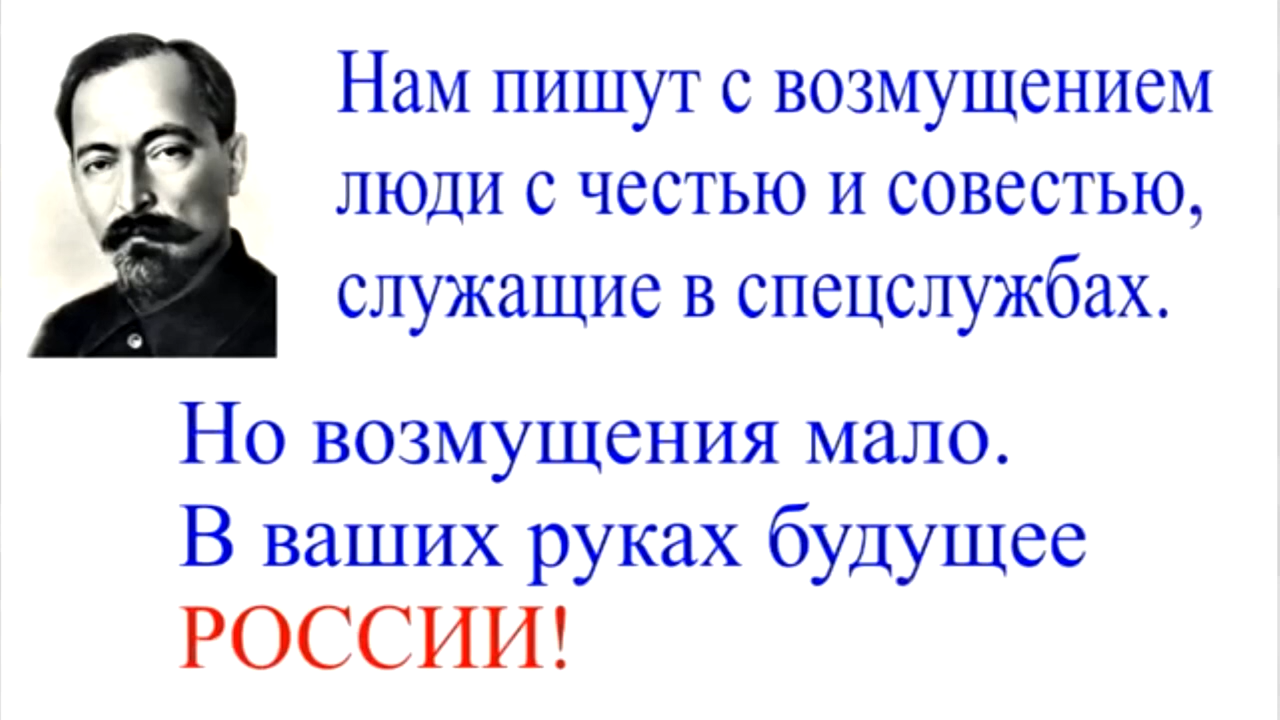 Нам пишут с возмущением
люди с честью и совестью,
служащие в спецслужбах.
Но возмущения мало.
В ваших руках будущее
РОССИИ!